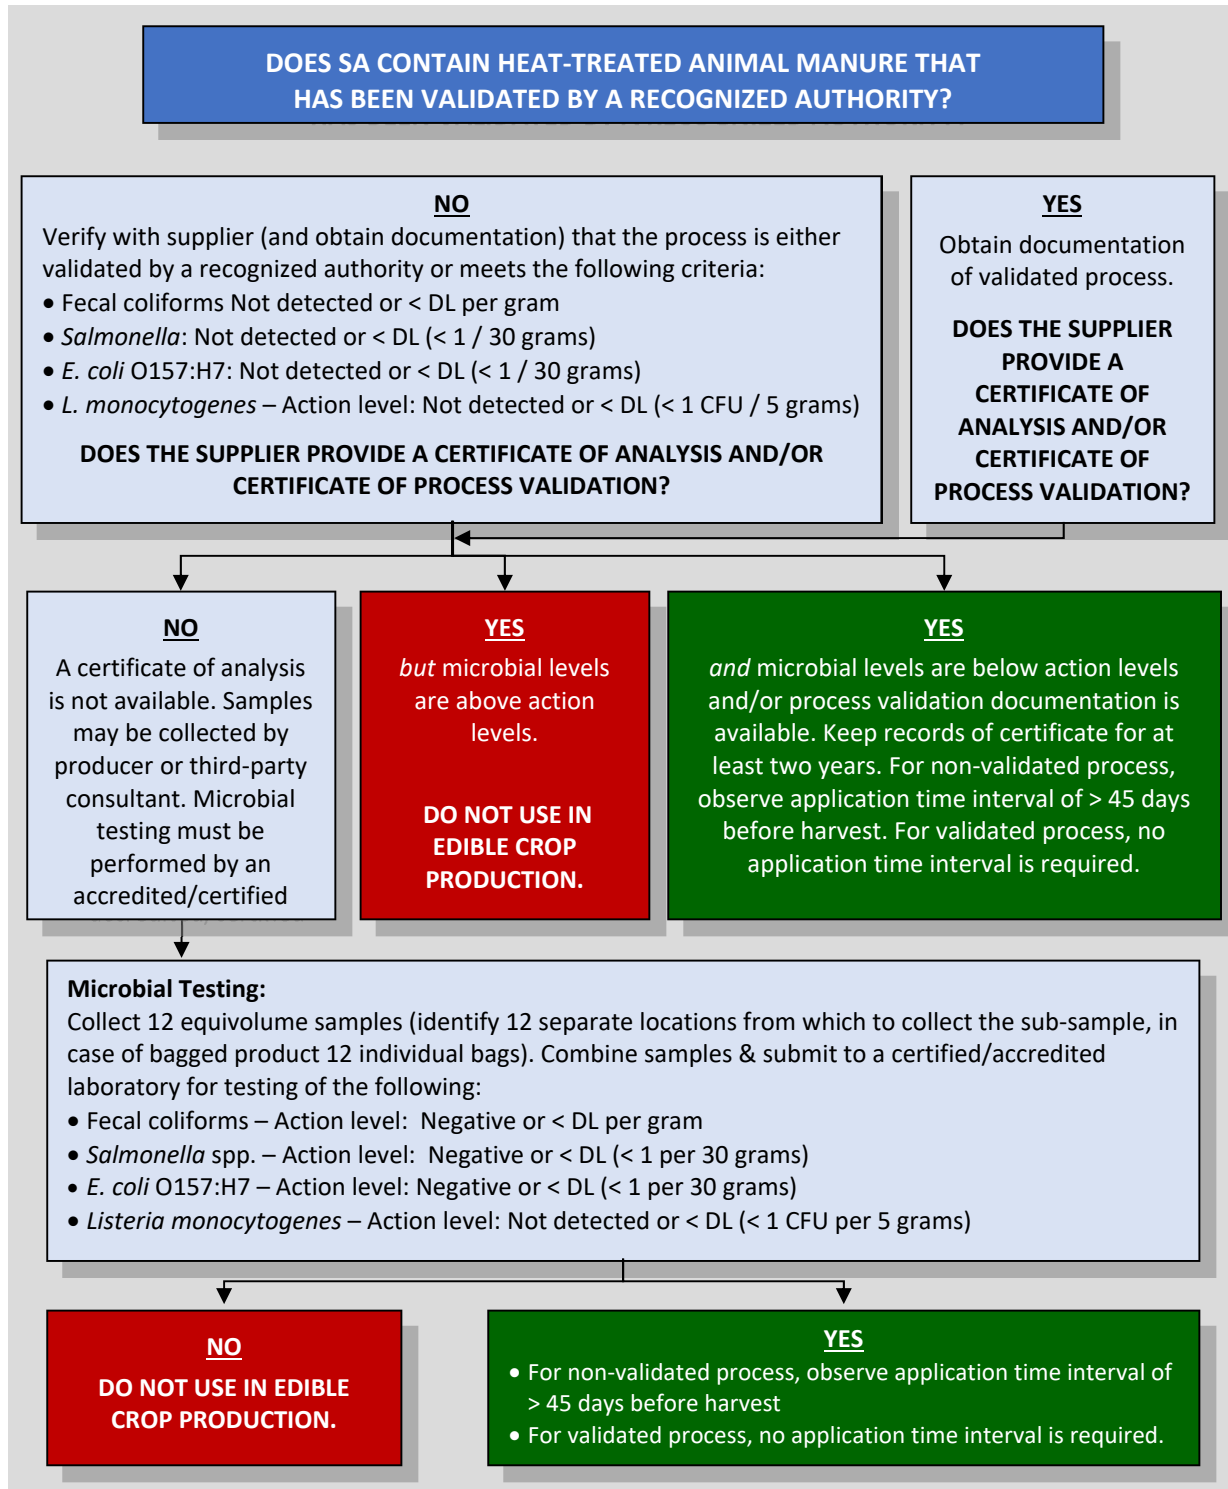 DOES SA CONTAIN HEAT-TREATED ANIMAL MANURE THAT
HAS BEEN VALIDATED BY A RECOGNIZED AUTHORITY?
NO
Verify with supplier (and obtain documentation) that the process is either
validated by a recognized authority or meets the following criteria:
• Fecal coliforms Not detected or < DL per gram
• Salmonella: Not detected or < DL (< 1 / 30 grams)
• E. coli O157:H7: Not detected or < DL (< 1 / 30 grams)
• L. monocytogenes – Action level: Not detected or < DL (< 1 CFU / 5 grams)
DOES THE SUPPLIER PROVIDE A CERTIFICATE OF ANALYSIS AND/OR
CERTIFICATE OF PROCESS VALIDATION?
YES
Obtain documentation
of validated process.
DOES THE SUPPLIER
PROVIDE A
CERTIFICATE OF
ANALYSIS AND/OR
CERTIFICATE OF
PROCESS VALIDATION?
NO
A certificate of analysis
is not available. Samples
may be collected by
producer or third-party
consultant. Microbial
testing must be
performed by an
accredited/certified
YES
but microbial levels
are above action
levels.
DO NOT USE IN
EDIBLE CROP
PRODUCTION.
YES
and microbial levels are below action levels
and/or process validation documentation is
available. Keep records of certificate for at
least two years. For non-validated process,
observe application time interval of > 45 days
before harvest. For validated process, no
application time interval is required.
Microbial Testing:
Collect 12 equivolume samples (identify 12 separate locations from which to collect the sub-sample, in
case of bagged product 12 individual bags). Combine samples & submit to a certified/accredited
laboratory for testing of the following:
• Fecal coliforms – Action level: Negative or < DL per gram
• Salmonella spp. – Action level: Negative or < DL (< 1 per 30 grams)
• E. coli O157:H7 – Action level: Negative or < DL (< 1 per 30 grams)
• Listeria monocytogenes – Action level: Not detected or < DL (< 1 CFU per 5 grams)
NO
DO NOT USE IN EDIBLE
CROP PRODUCTION.
YES
• For non-validated process, observe application time interval of
> 45 days before harvest
• For validated process, no application time interval is required.